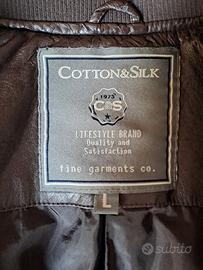 COTTON&SILK
1973
C&S
LIFESTYLE BRAND
Quality and
Satisfaction
fine garments co.
L
subito